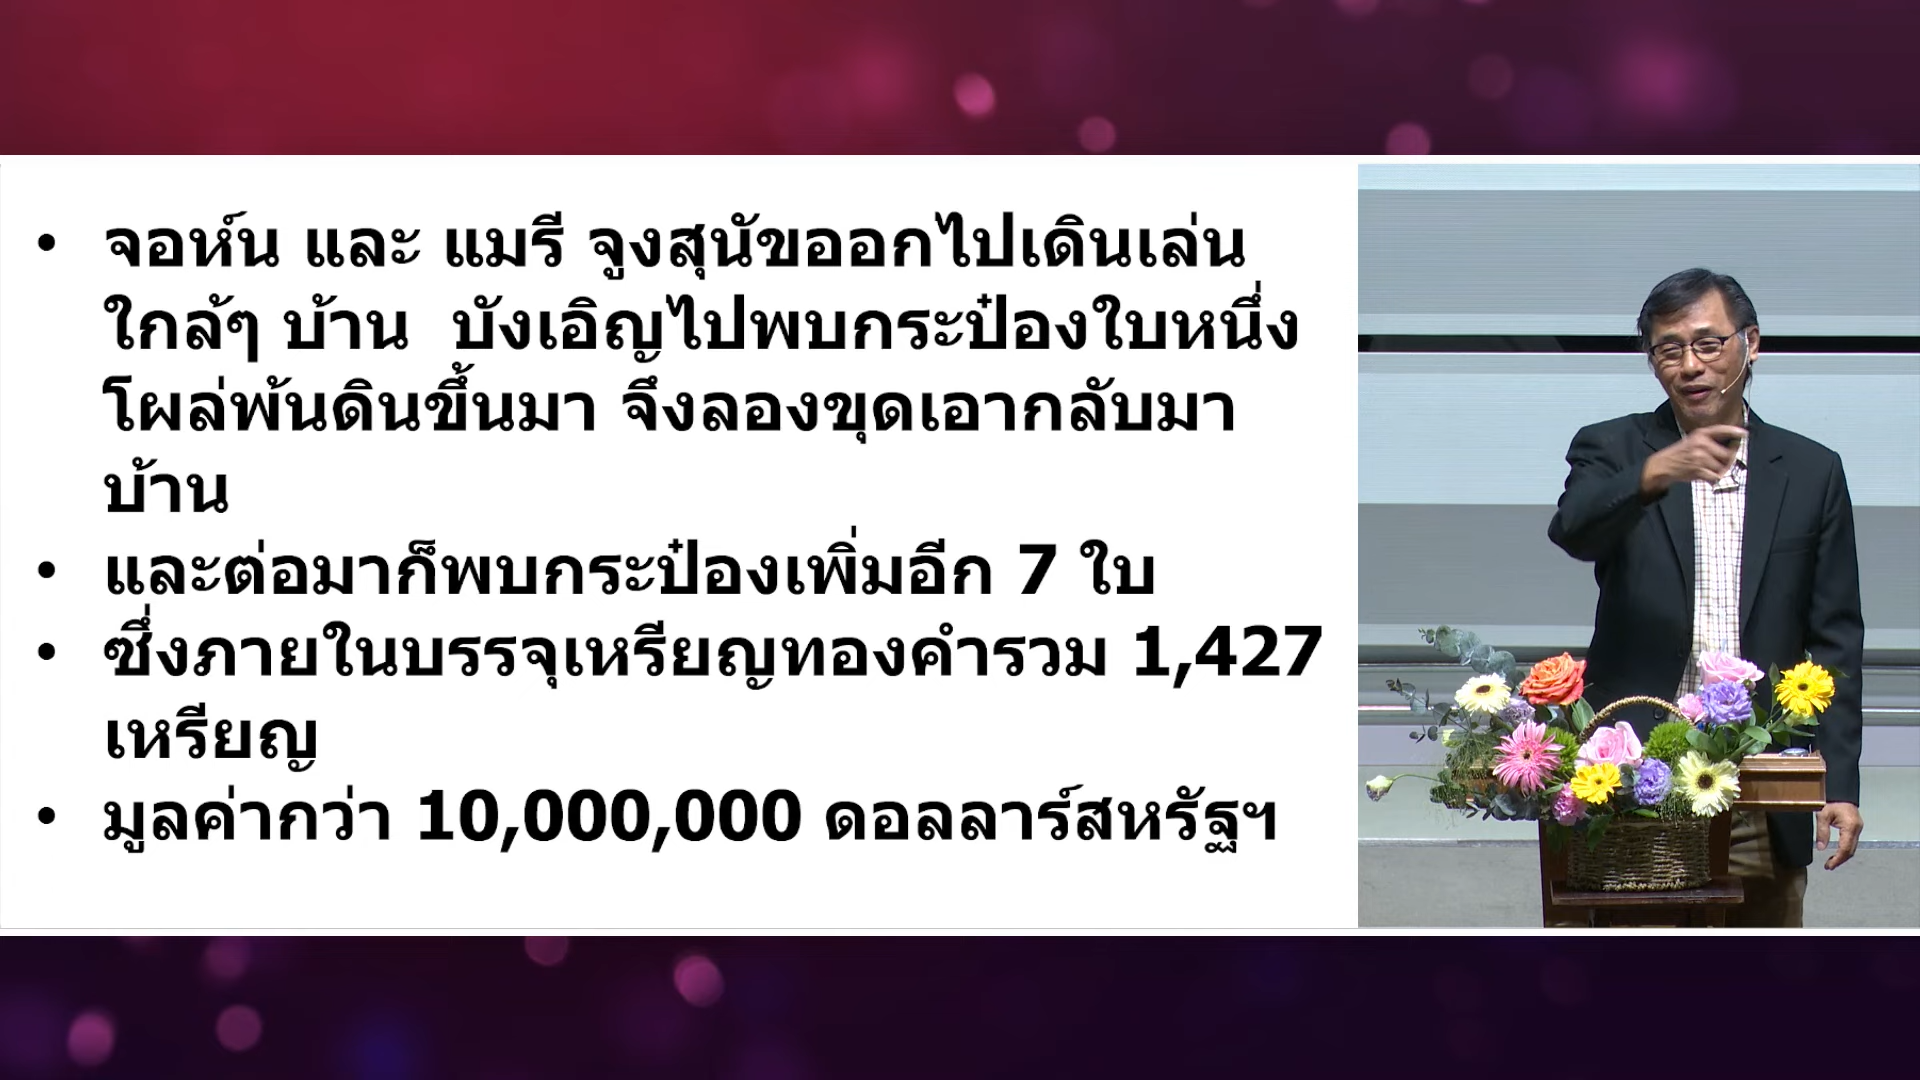 • จอห์น และ แมรี จูงสุนัขออกไปเดินเล่น
ใกล้ๆ บ้าน บังเอิญไปพบกระป๋องใบหนึ่ง
โผล่พ้นดินขึ้นมา จึงลองขุดเอากลับมา
บ้าน
• และต่อมาก็พบกระป๋องเพิ่มอีก 7 ใบ
• ซึ่งภายในบรรจุเหรียญทองคำรวม 1,427
เหรียญ
• มูลค่ากว่า 10,000,000 ดอลลาร์สหรัฐฯ